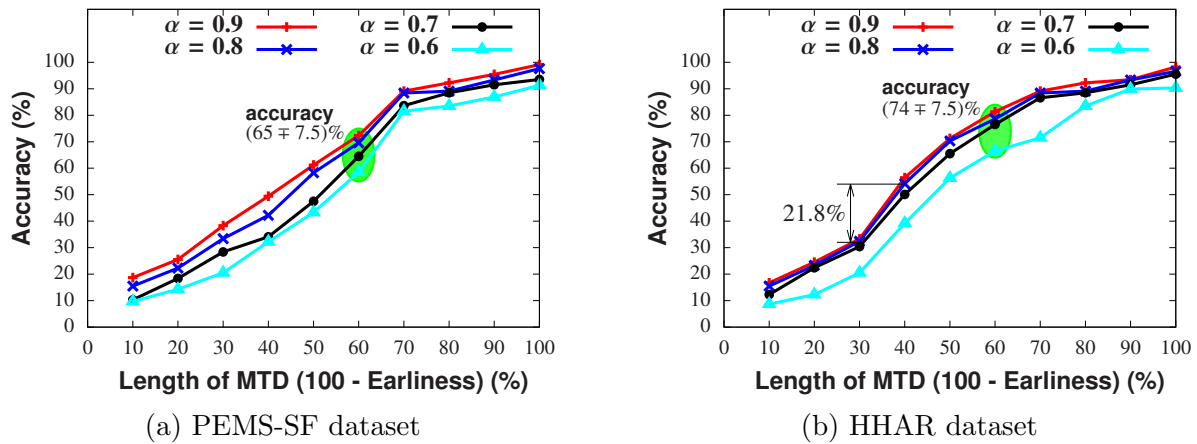 α = 0.9 α = 0.7
α = 0.8 α = 0.6
100
90
80
70
60
50
40
30
20
10
0
Accuracy (%)
accuracy
(65 ∓ 7.5)%
0 10 20 30 40 50 60 70 80 90 100
Length of MTD (100 - Earliness) (%)
(a) PEMS-SF dataset
α = 0.9 α = 0.7
α = 0.8 α = 0.6
100
90
80
70
60
50
40
30
20
10
0
Accuracy (%)
accuracy
(74 ∓ 7.5)%
21.8%
0 10 20 30 40 50 60 70 80 90 100
Length of MTD (100 - Earliness) (%)
(b) HHAR dataset